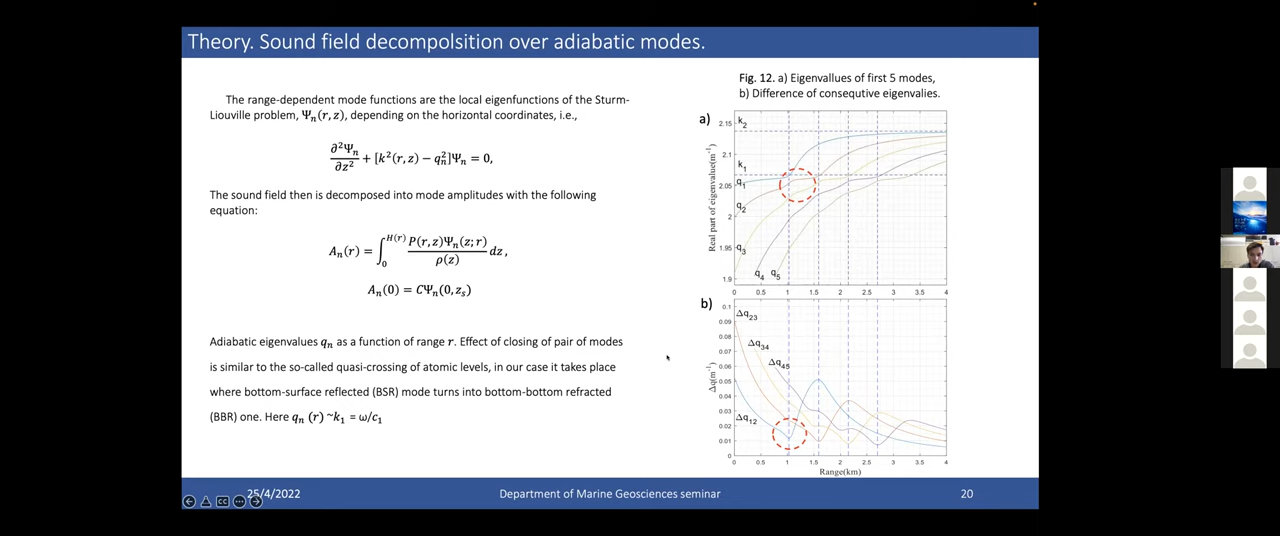 Theory. Sound field decompolsition over adiabatic modes.
The range-dependent mode functions are the local eigenfunctions of the Sturm-
Liouville problem, Ψn(r, z), depending on the horizontal coordinates, i.e.,
∂²Ψn/∂z² + [k²(r, z) − qn²]Ψn = 0,
The sound field then is decomposed into mode amplitudes with the following
equation:
An(r) = ∫0^H(r) P(r, z)Ψn(z; r)/ρ(z) dz,
An(0) = CΨn(0, zs)
Adiabatic eigenvalues qn as a function of range r. Effect of closing of pair of modes
is similar to the so-called quasi-crossing of atomic levels, in our case it takes place
where bottom-surface reflected (BSR) mode turns into bottom-bottom refracted
(BBR) one. Here qn (r) ~k1 = ω/c1
Fig. 12. a) Eigenvallues of first 5 modes,
b) Difference of consequtive eigenvalies.
a)
Real part of eigenvalue(m⁻¹)
2.15
2.1
2.05
2
1.95
1.9
k2
k1
q1
q2
q3
q4 q5
0 0.5 1 1.5 2 2.5 3 3.5 4
b)
Δq(m⁻¹)
0.1
0.09
0.08
0.07
0.06
0.05
0.04
0.03
0.02
0.01
0
Δq23
Δq34
Δq45
Δq12
0 0.5 1 1.5 2 2.5 3 3.5 4
Range(km)
25/4/2022
Department of Marine Geosciences seminar
20
CC